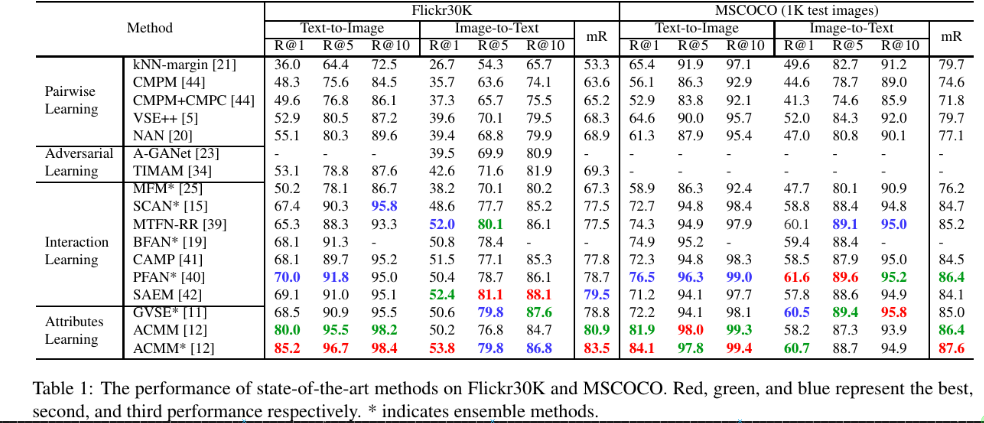 Method Flickr30K MSCOCO (1K test images)
Text-to-Image Image-to-Text mR Text-to-Image Image-to-Text mR
R@1 R@5 R@10 R@1 R@5 R@10 R@1 R@5 R@10 R@1 R@5 R@10
Pairwise Learning
kNN-margin [21] 36.0 64.4 72.5 26.7 54.3 65.7 53.3 65.4 91.9 97.1 49.6 82.7 91.2 79.7
CMPM [44] 48.3 75.6 84.5 35.7 63.6 74.1 63.6 56.1 86.3 92.9 44.6 78.7 89.0 74.6
CMPM+CMPC [44] 49.6 76.8 86.1 37.3 65.7 75.5 65.2 52.9 83.8 92.1 41.3 74.6 85.9 71.8
VSE++ [5] 52.9 80.5 87.2 39.6 70.1 79.5 68.3 64.6 90.0 95.7 52.0 84.3 92.0 79.7
NAN [20] 55.1 80.3 89.6 39.4 68.8 79.9 68.9 61.3 87.9 95.4 47.0 80.8 90.1 77.1
Adversarial Learning
A-GANet [23] - - - 39.5 69.9 80.9 - - - - - - -
TIMAM [34] 53.1 78.8 87.6 42.6 71.6 81.9 69.3 - - - - - - -
Interaction Learning
MFM* [25] 50.2 78.1 86.7 38.2 70.1 80.2 67.3 58.9 86.3 92.4 47.7 80.1 90.9 76.2
SCAN* [15] 67.4 90.3 95.8 48.6 77.7 85.2 77.5 72.7 94.8 98.4 58.8 88.4 94.8 84.7
MTFN-RR [39] 65.3 88.3 93.3 52.0 80.1 86.1 77.5 74.3 94.9 97.9 60.1 89.1 95.0 85.2
BFAN* [19] 68.1 91.3 - 50.8 78.4 - - 74.9 95.2 - 59.4 88.4 - -
CAMP [41] 68.1 89.7 95.2 51.5 77.1 85.3 77.8 72.3 94.8 98.3 58.5 87.9 95.0 84.5
PFAN* [40] 70.0 91.8 95.0 50.4 78.7 86.1 78.7 76.5 96.3 99.0 61.6 89.6 95.2 86.4
SAEM [42] 69.1 91.0 95.1 52.4 81.1 88.1 79.5 71.2 94.1 97.7 57.8 88.6 94.9 84.1
Attributes Learning
GVSE* [11] 68.5 90.9 95.5 50.6 79.8 87.6 78.8 72.2 94.1 98.1 60.5 89.4 95.8 85.0
ACMM [12] 80.0 95.5 98.2 50.2 76.8 84.7 80.9 81.9 98.0 99.3 58.2 87.3 93.9 86.4
ACMM* [12] 85.2 96.7 98.4 53.8 79.8 86.8 83.5 84.1 97.8 99.4 60.7 88.7 94.9 87.6
Table 1: The performance of state-of-the-art methods on Flickr30K and MSCOCO. Red, green, and blue represent the best,
second, and third performance respectively. * indicates ensemble methods.